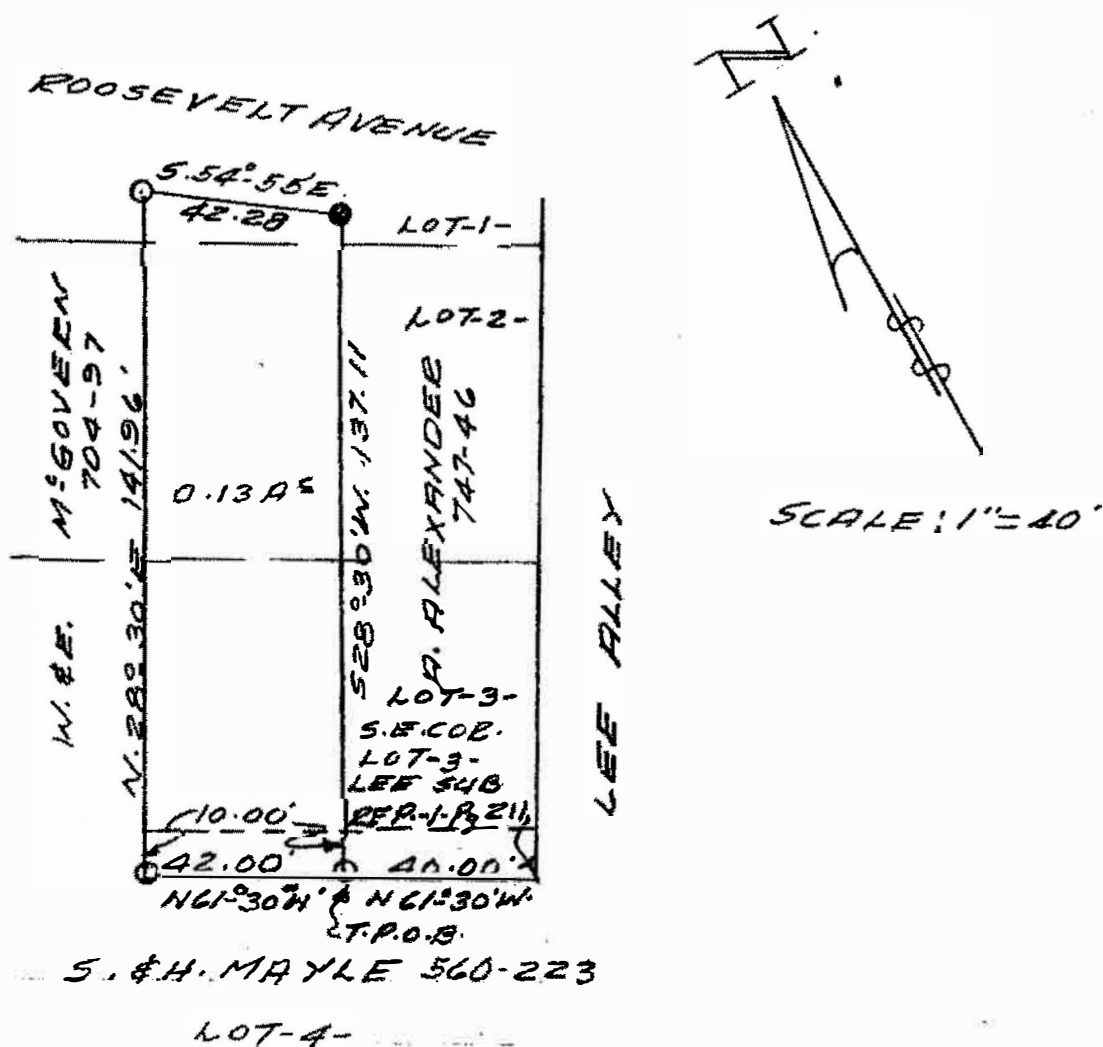 N
ROOSEVELT AVENUE
S.54°-55'E.
42.28
LOT-1-
LOT-2-
W. & E. McGOVERN
704-97
N. 28° 30'E 141.96'
0.13 Ac
S28°30'W. 137.11
A. ALEXANDER
747-46
LEE ALLEY
SCALE: 1"=40'
LOT-3-
S.E. COR.
LOT-3-
LEE SUB
REP.-1-Pg 211,
10.00'
42.00'
40.00'
N61°30'W'
N61°30'W.
T.P.O.B.
S. & H. MAYLE 560-223
LOT-4-